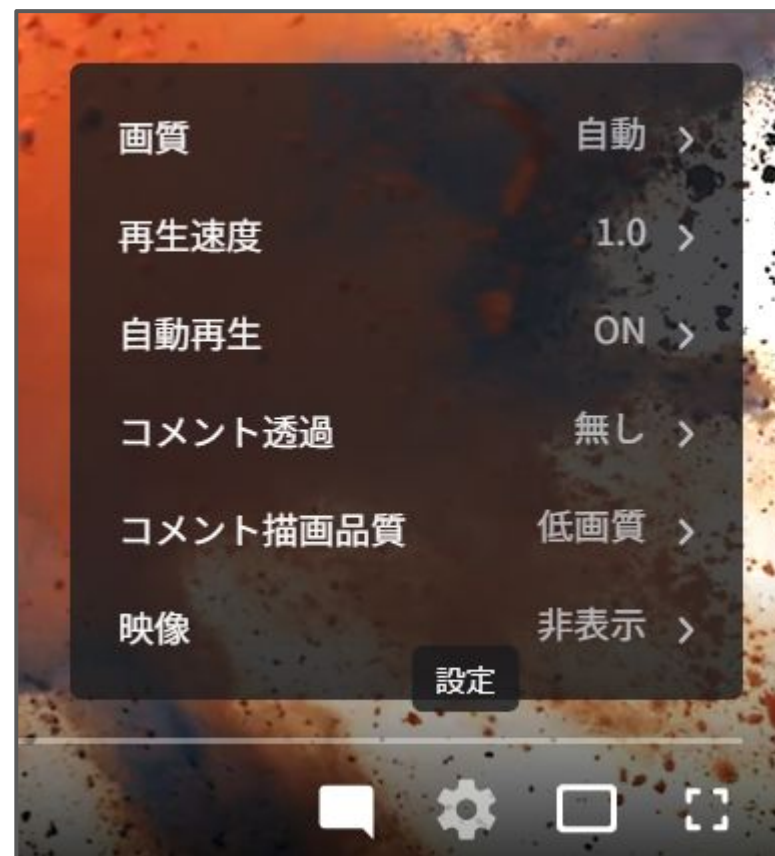 画質 自動
再生速度 1.0
自動再生 ON
コメント透過 無し
コメント描画品質 低画質
映像 非表示
設定